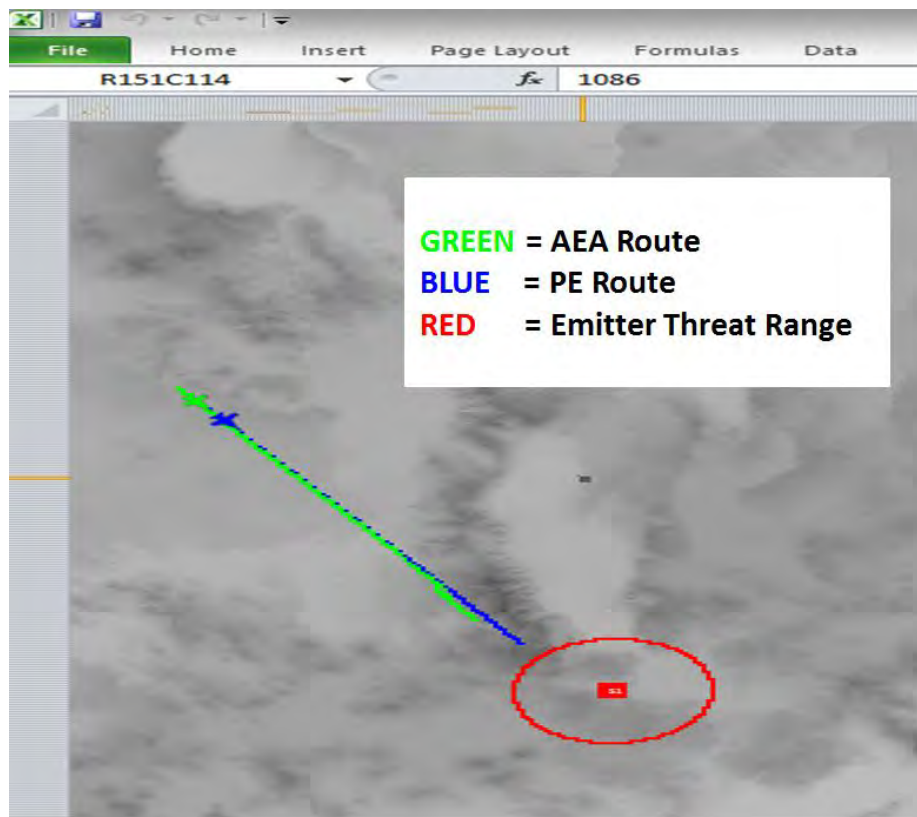 File Home Insert Page Layout Formulas Data
R151C114 fx 1086
GREEN = AEA Route
BLUE = PE Route
RED = Emitter Threat Range
S1